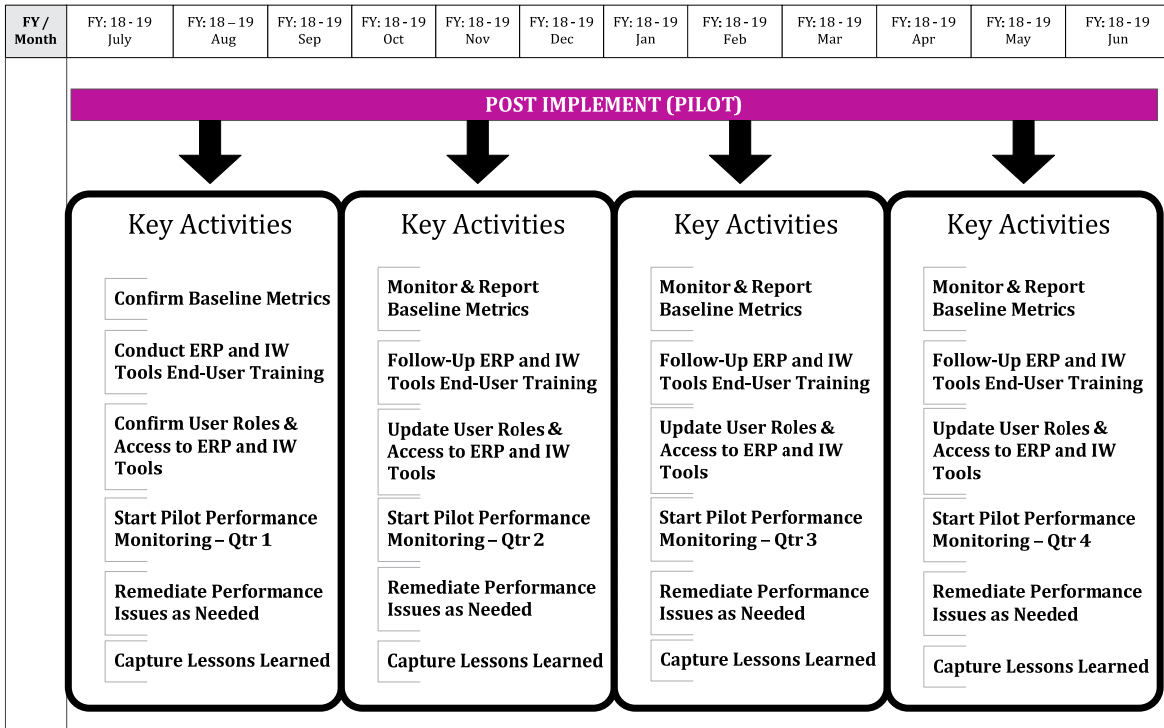 FY /
Month
FY: 18 - 19
July
FY: 18 – 19
Aug
FY: 18 - 19
Sep
FY: 18 - 19
Oct
FY: 18 - 19
Nov
FY: 18 - 19
Dec
FY: 18 - 19
Jan
FY: 18 - 19
Feb
FY: 18 - 19
Mar
FY: 18 - 19
Apr
FY: 18 - 19
May
FY: 18 - 19
Jun
POST IMPLEMENT (PILOT)
Key Activities
Confirm Baseline Metrics
Conduct ERP and IW
Tools End-User Training
Confirm User Roles &
Access to ERP and IW
Tools
Start Pilot Performance
Monitoring – Qtr 1
Remediate Performance
Issues as Needed
Capture Lessons Learned
Key Activities
Monitor & Report
Baseline Metrics
Follow-Up ERP and IW
Tools End-User Training
Update User Roles &
Access to ERP and IW
Tools
Start Pilot Performance
Monitoring – Qtr 2
Remediate Performance
Issues as Needed
Capture Lessons Learned
Key Activities
Monitor & Report
Baseline Metrics
Follow-Up ERP and IW
Tools End-User Training
Update User Roles &
Access to ERP and IW
Tools
Start Pilot Performance
Monitoring – Qtr 3
Remediate Performance
Issues as Needed
Capture Lessons Learned
Key Activities
Monitor & Report
Baseline Metrics
Follow-Up ERP and IW
Tools End-User Training
Update User Roles &
Access to ERP and IW
Tools
Start Pilot Performance
Monitoring – Qtr 4
Remediate Performance
Issues as Needed
Capture Lessons Learned